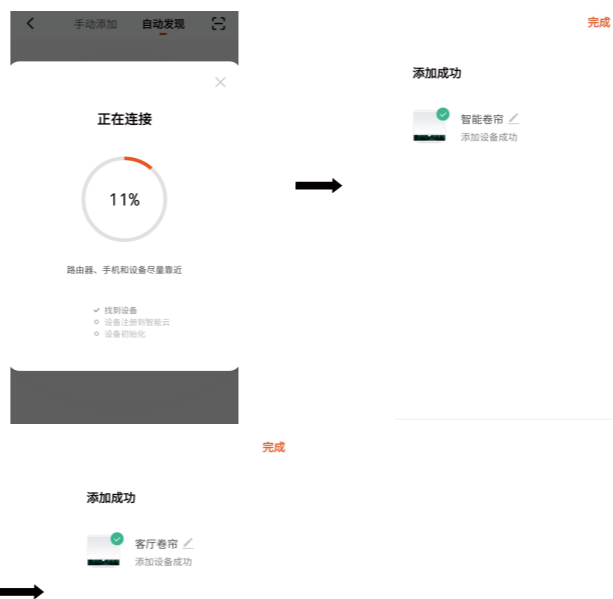 手动添加 自动发现
正在连接
11%
路由器、手机和设备尽量靠近
找到设备
设备注册到智能云
设备初始化
完成
添加成功
智能卷帘
添加设备成功
完成
添加成功
客厅卷帘
添加设备成功